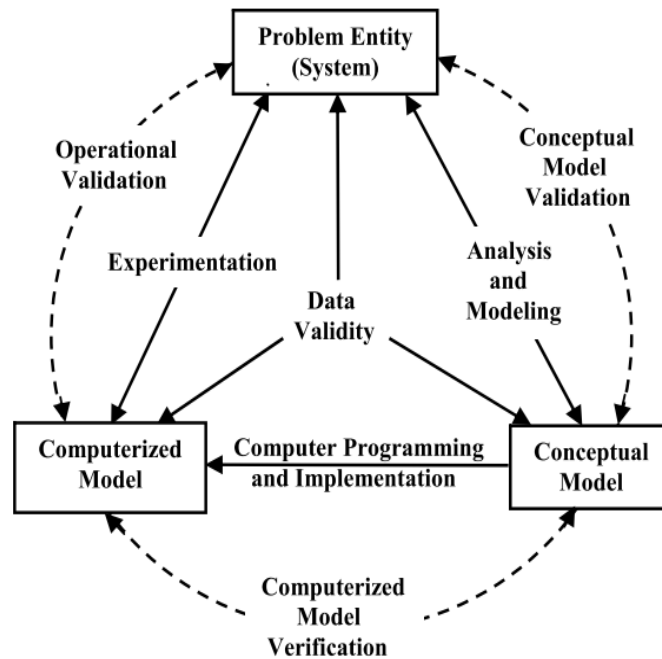 Problem Entity
(System)
Operational
Validation
Conceptual
Model
Validation
Experimentation
Analysis
and
Modeling
Data
Validity
Computerized
Model
Computer Programming
and Implementation
Conceptual
Model
Computerized
Model
Verification